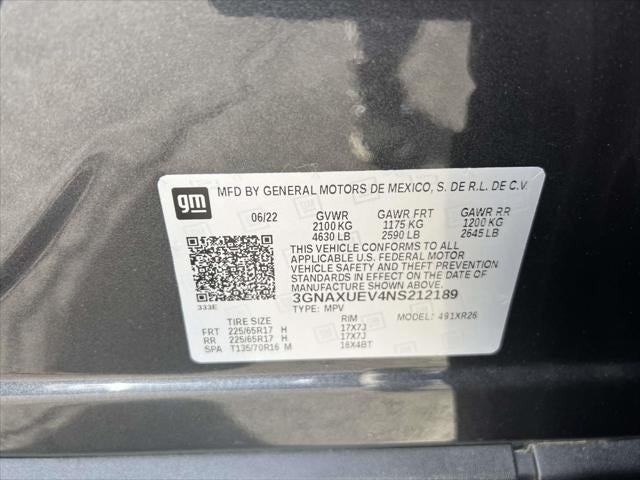 gm
MFD BY GENERAL MOTORS DE MEXICO, S. DE R.L. DE C.V.
06/22 GVWR GAWR FRT GAWR RR
2100 KG 1175 KG 1200 KG
4630 LB 2590 LB 2645 LB
THIS VEHICLE CONFORMS TO ALL
APPLICABLE U.S. FEDERAL MOTOR
VEHICLE SAFETY AND THEFT PREVENTION
STANDARDS IN EFFECT ON THE DATE OF
MANUFACTURE SHOWN ABOVE.
333E
3GNAXUEV4NS212189
TYPE: MPV MODEL: 491XR26
TIRE SIZE RIM
FRT 225/65R17 H 17X7J
RR 225/65R17 H 17X7J
SPA T135/70R16 M 16X4BT